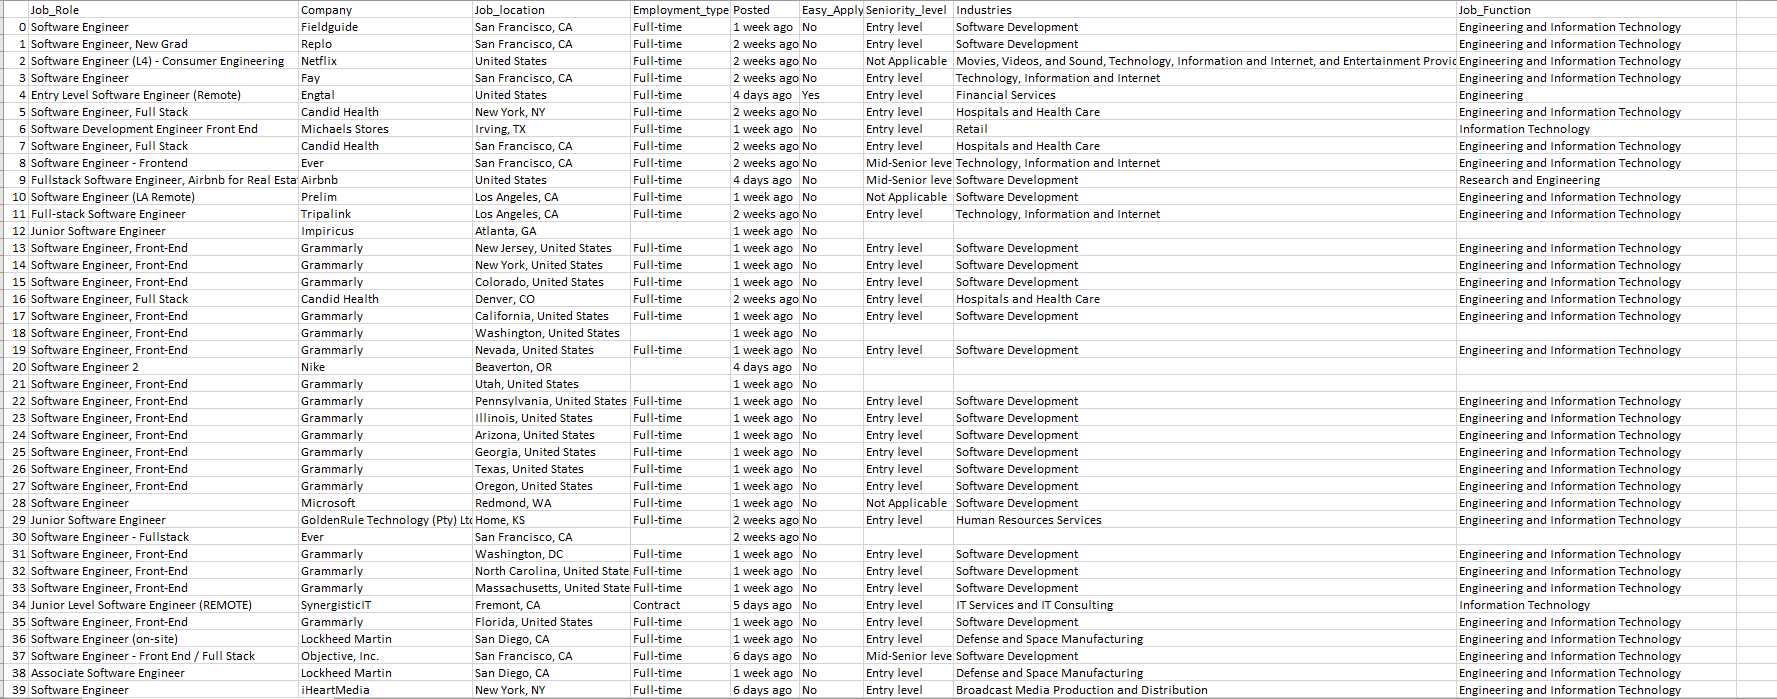 Job_Role Company Job_location Employment_type Posted Easy_Apply Seniority_level Industries Job_Function
0 Software Engineer Fieldguide San Francisco, CA Full-time 1 week ago No Entry level Software Development Engineering and Information Technology
1 Software Engineer, New Grad Replo San Francisco, CA Full-time 2 weeks ago No Entry level Software Development Engineering and Information Technology
2 Software Engineer (L4) - Consumer Engineering Netflix United States Full-time 2 weeks ago No Not Applicable Movies, Videos, and Sound, Technology, Information and Internet, and Entertainment Provic Engineering and Information Technology
3 Software Engineer Fay San Francisco, CA Full-time 2 weeks ago No Entry level Technology, Information and Internet Engineering and Information Technology
4 Entry Level Software Engineer (Remote) Engtal United States Full-time 4 days ago Yes Entry level Financial Services Engineering
5 Software Engineer, Full Stack Candid Health New York, NY Full-time 2 weeks ago No Entry level Hospitals and Health Care Engineering and Information Technology
6 Software Development Engineer Front End Michaels Stores Irving, TX Full-time 1 week ago No Entry level Retail Information Technology
7 Software Engineer, Full Stack Candid Health San Francisco, CA Full-time 2 weeks ago No Entry level Hospitals and Health Care Engineering and Information Technology
8 Software Engineer - Frontend Ever San Francisco, CA Full-time 2 weeks ago No Mid-Senior leve Technology, Information and Internet Engineering and Information Technology
9 Fullstack Software Engineer, Airbnb for Real Esta Airbnb United States Full-time 4 days ago No Mid-Senior leve Software Development Research and Engineering
10 Software Engineer (LA Remote) Prelim Los Angeles, CA Full-time 1 week ago No Not Applicable Software Development Engineering and Information Technology
11 Full-stack Software Engineer Tripalink Los Angeles, CA Full-time 2 weeks ago No Entry level Technology, Information and Internet Engineering and Information Technology
12 Junior Software Engineer Impiricus Atlanta, GA 1 week ago No
13 Software Engineer, Front-End Grammarly New Jersey, United States Full-time 1 week ago No Entry level Software Development Engineering and Information Technology
14 Software Engineer, Front-End Grammarly New York, United States Full-time 1 week ago No Entry level Software Development Engineering and Information Technology
15 Software Engineer, Front-End Grammarly Colorado, United States Full-time 1 week ago No Entry level Software Development Engineering and Information Technology
16 Software Engineer, Full Stack Candid Health Denver, CO Full-time 2 weeks ago No Entry level Hospitals and Health Care Engineering and Information Technology
17 Software Engineer, Front-End Grammarly California, United States Full-time 1 week ago No Entry level Software Development Engineering and Information Technology
18 Software Engineer, Front-End Grammarly Washington, United States 1 week ago No
19 Software Engineer, Front-End Grammarly Nevada, United States Full-time 1 week ago No Entry level Software Development Engineering and Information Technology
20 Software Engineer 2 Nike Beaverton, OR 4 days ago No
21 Software Engineer, Front-End Grammarly Utah, United States 1 week ago No
22 Software Engineer, Front-End Grammarly Pennsylvania, United States Full-time 1 week ago No Entry level Software Development Engineering and Information Technology
23 Software Engineer, Front-End Grammarly Illinois, United States Full-time 1 week ago No Entry level Software Development Engineering and Information Technology
24 Software Engineer, Front-End Grammarly Arizona, United States Full-time 1 week ago No Entry level Software Development Engineering and Information Technology
25 Software Engineer, Front-End Grammarly Georgia, United States Full-time 1 week ago No Entry level Software Development Engineering and Information Technology
26 Software Engineer, Front-End Grammarly Texas, United States Full-time 1 week ago No Entry level Software Development Engineering and Information Technology
27 Software Engineer, Front-End Grammarly Oregon, United States Full-time 1 week ago No Entry level Software Development Engineering and Information Technology
28 Software Engineer Microsoft Redmond, WA Full-time 1 week ago No Not Applicable Software Development Engineering and Information Technology
29 Junior Software Engineer GoldenRule Technology (Pty) Ltd Home, KS Full-time 2 weeks ago No Entry level Human Resources Services Engineering and Information Technology
30 Software Engineer - Fullstack Ever San Francisco, CA 2 weeks ago No
31 Software Engineer, Front-End Grammarly Washington, DC Full-time 1 week ago No Entry level Software Development Engineering and Information Technology
32 Software Engineer, Front-End Grammarly North Carolina, United State Full-time 1 week ago No Entry level Software Development Engineering and Information Technology
33 Software Engineer, Front-End Grammarly Massachusetts, United State Full-time 1 week ago No Entry level Software Development Engineering and Information Technology
34 Junior Level Software Engineer (REMOTE) SynergisticIT Fremont, CA Contract 5 days ago No Entry level IT Services and IT Consulting Information Technology
35 Software Engineer, Front-End Grammarly Florida, United States Full-time 1 week ago No Entry level Software Development Engineering and Information Technology
36 Software Engineer (on-site) Lockheed Martin San Diego, CA Full-time 1 week ago No Entry level Defense and Space Manufacturing Engineering and Information Technology
37 Software Engineer - Front End / Full Stack Objective, Inc. San Francisco, CA Full-time 6 days ago No Mid-Senior leve Software Development Engineering and Information Technology
38 Associate Software Engineer Lockheed Martin San Diego, CA Full-time 1 week ago No Entry level Defense and Space Manufacturing Engineering and Information Technology
39 Software Engineer iHeartMedia New York, NY Full-time 6 days ago No Entry level Broadcast Media Production and Distribution Engineering and Information Technology